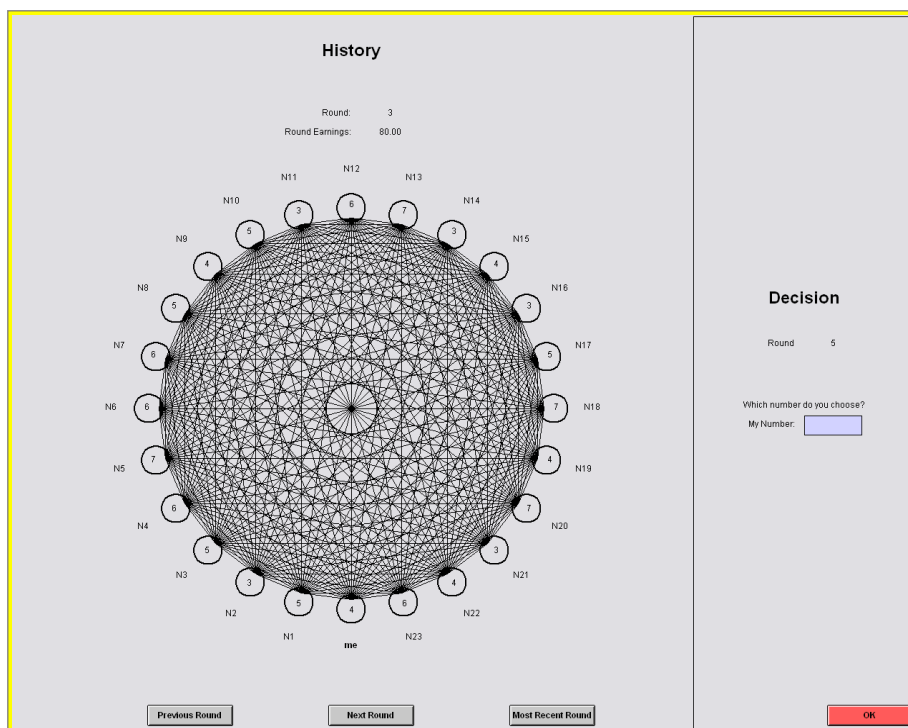 History
Round: 3
Round Earnings: 80.00
N12
N11 N13
N10 N14
N9 N15
N8 N16
N7 N17
N6 N18
N5 N19
N4 N20
N3 N21
N2 N22
N1 N23
me
6
3 7
5 3
4 4
5 3
6 5
6 7
7 4
6 7
5 3
3 4
5 6
4
Previous Round
Next Round
Most Recent Round
Decision
Round 5
Which number do you choose?
My Number:
OK